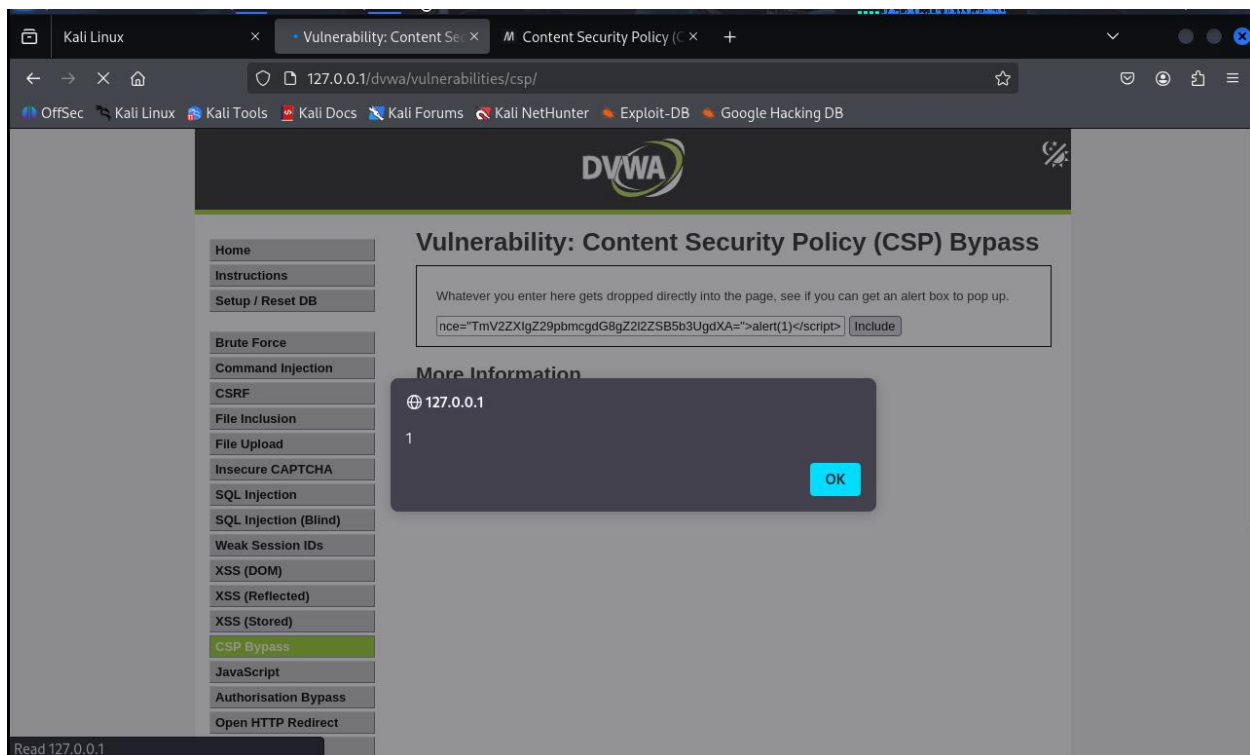 Kali Linux
Vulnerability: Content Sec
Content Security Policy (C
127.0.0.1/dvwa/vulnerabilities/csp/
OffSec Kali Linux Kali Tools Kali Docs Kali Forums Kali NetHunter Exploit-DB Google Hacking DB
DVWA
Home
Instructions
Setup / Reset DB
Brute Force
Command Injection
CSRF
File Inclusion
File Upload
Insecure CAPTCHA
SQL Injection
SQL Injection (Blind)
Weak Session IDs
XSS (DOM)
XSS (Reflected)
XSS (Stored)
CSP Bypass
JavaScript
Authorisation Bypass
Open HTTP Redirect
Vulnerability: Content Security Policy (CSP) Bypass
Whatever you enter here gets dropped directly into the page, see if you can get an alert box to pop up.
nce="TmV2ZXIgZ29pbmcgdG8gZ2l2ZSB5b3UgdXA=">alert(1)</script> Include
More Information
127.0.0.1
1
OK
Read 127.0.0.1